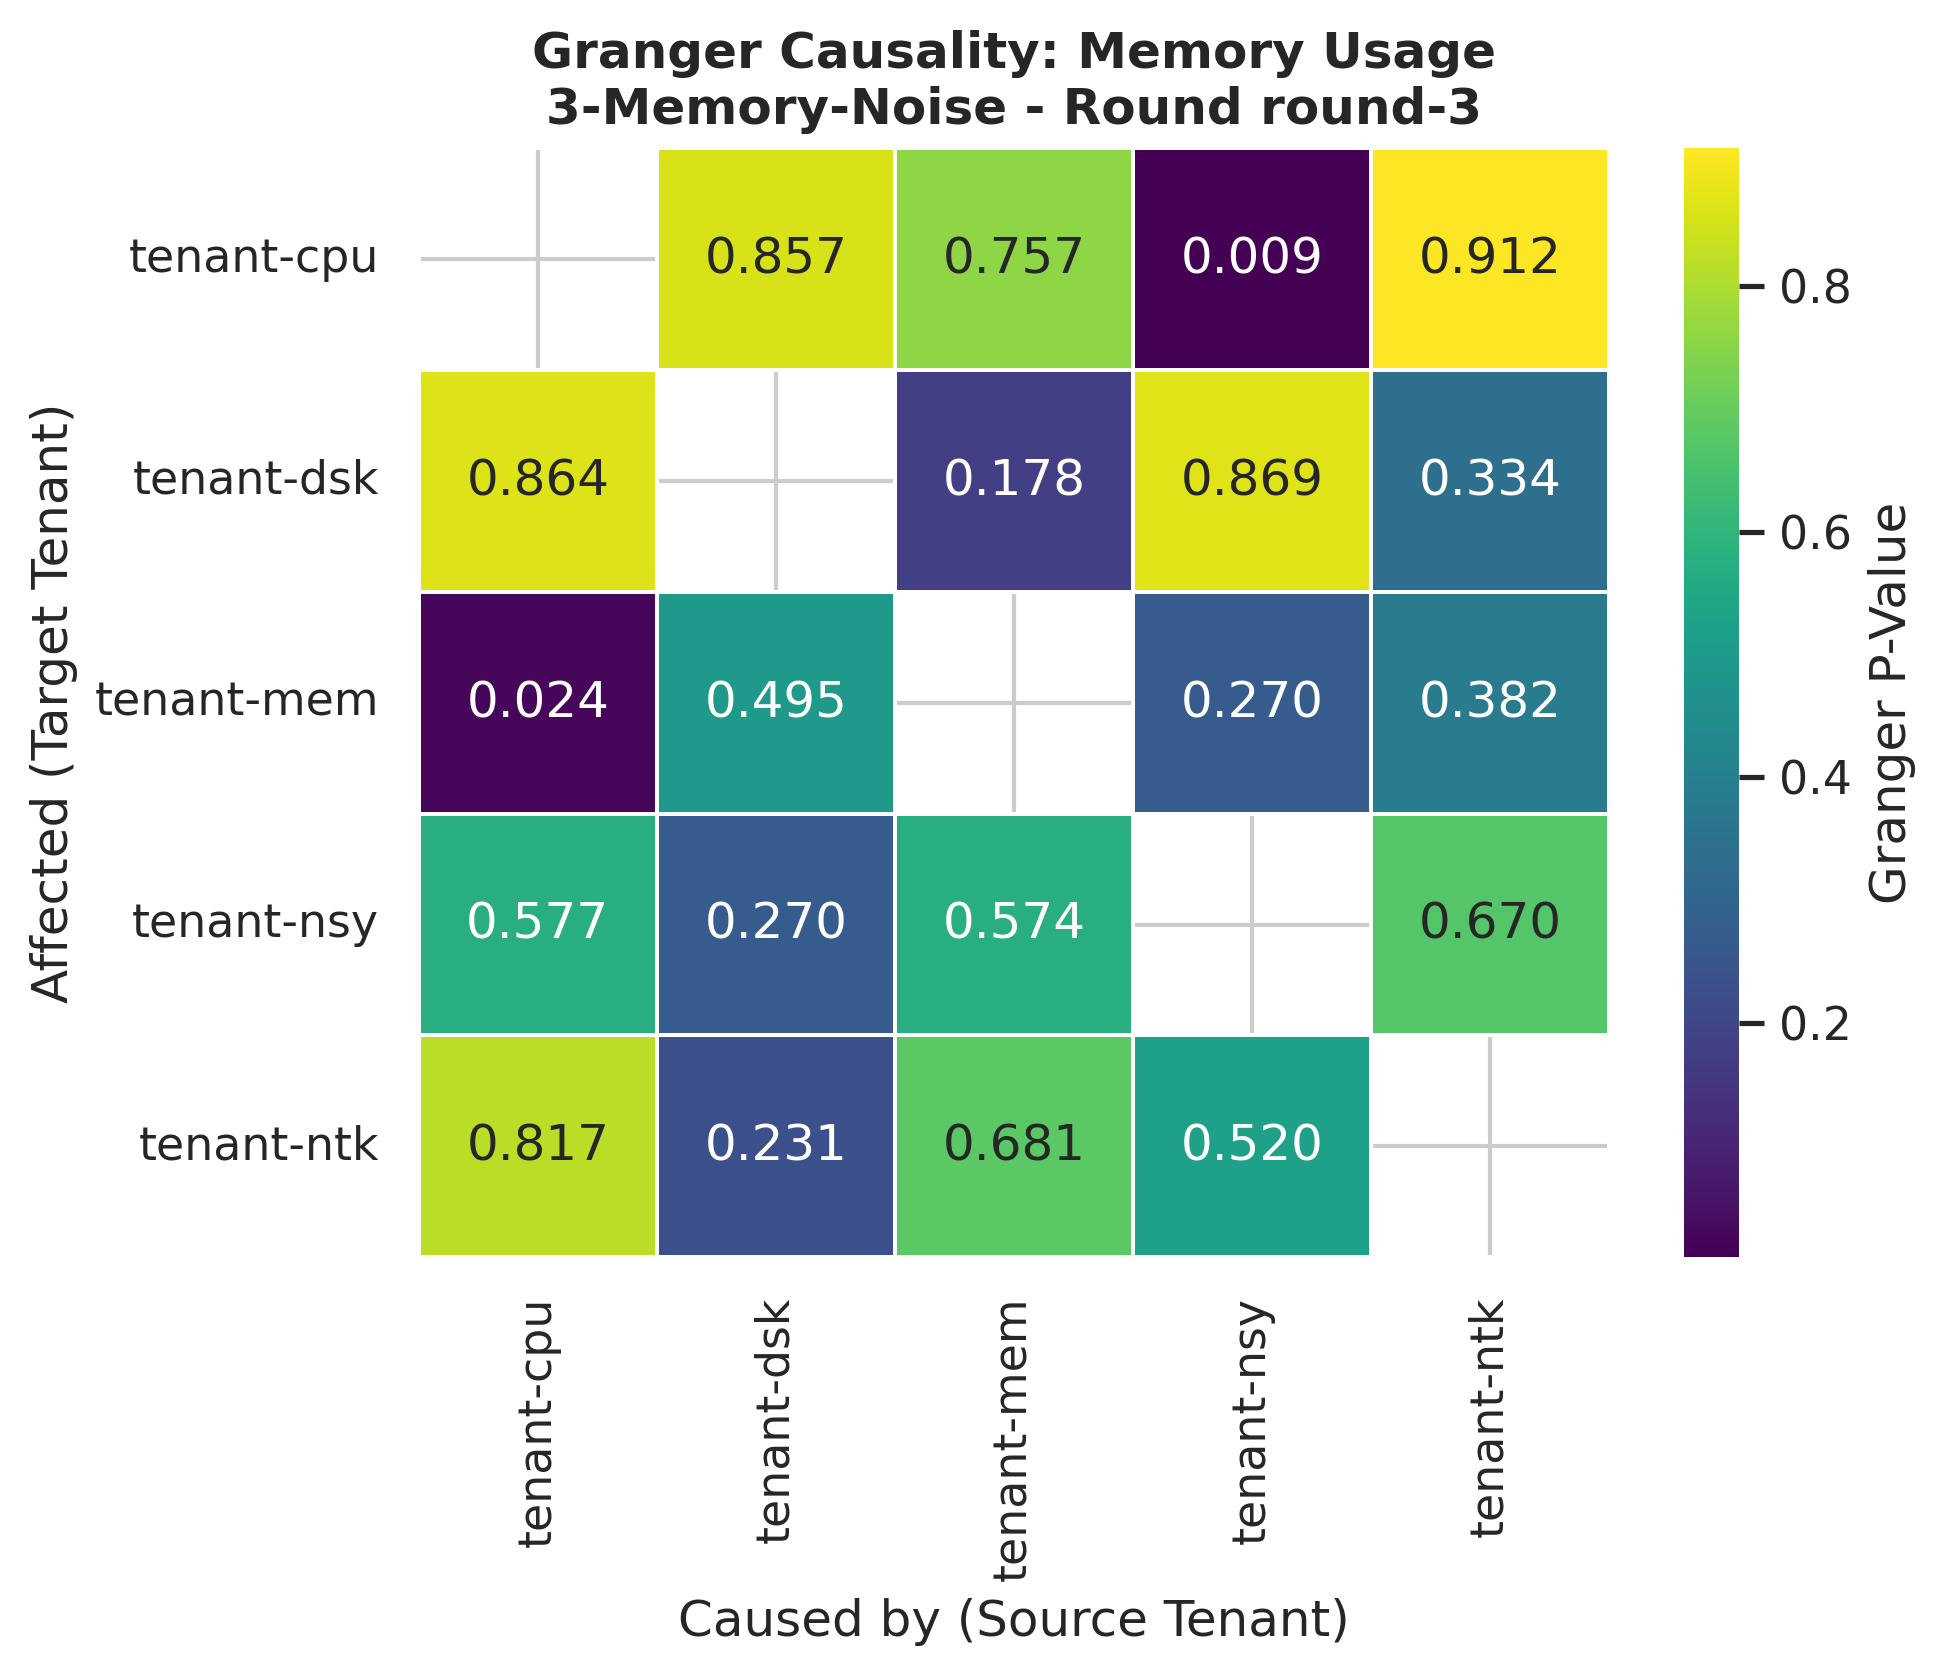 Granger Causality: Memory Usage
3-Memory-Noise - Round round-3
Affected (Target Tenant)
tenant-cpu 0.857 0.757 0.009 0.912
tenant-dsk 0.864 0.178 0.869 0.334
tenant-mem 0.024 0.495 0.270 0.382
tenant-nsy 0.577 0.270 0.574 0.670
tenant-ntk 0.817 0.231 0.681 0.520
tenant-cpu
tenant-dsk
tenant-mem
tenant-nsy
tenant-ntk
Caused by (Source Tenant)
0.8
0.6
0.4
0.2
Granger P-Value